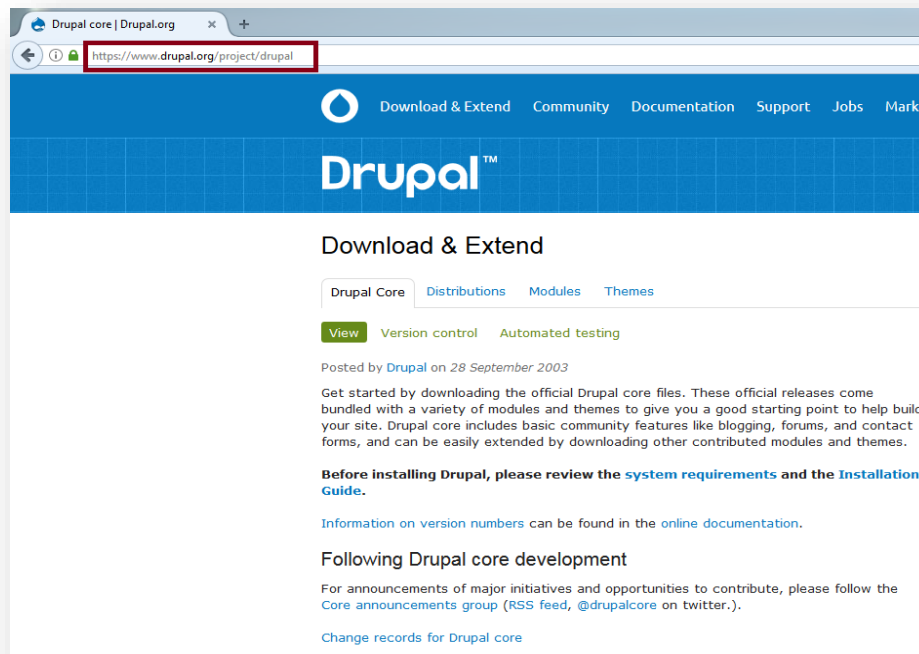 Drupal core | Drupal.org
https://www.drupal.org/project/drupal
Download & Extend Community Documentation Support Jobs Mark
Drupal™
Download & Extend
Drupal Core Distributions Modules Themes
View Version control Automated testing
Posted by Drupal on 28 September 2003
Get started by downloading the official Drupal core files. These official releases come
bundled with a variety of modules and themes to give you a good starting point to help build
your site. Drupal core includes basic community features like blogging, forums, and contact
forms, and can be easily extended by downloading other contributed modules and themes.
Before installing Drupal, please review the system requirements and the Installation
Guide.
Information on version numbers can be found in the online documentation.
Following Drupal core development
For announcements of major initiatives and opportunities to contribute, please follow the
Core announcements group (RSS feed, @drupalcore on twitter.).
Change records for Drupal core